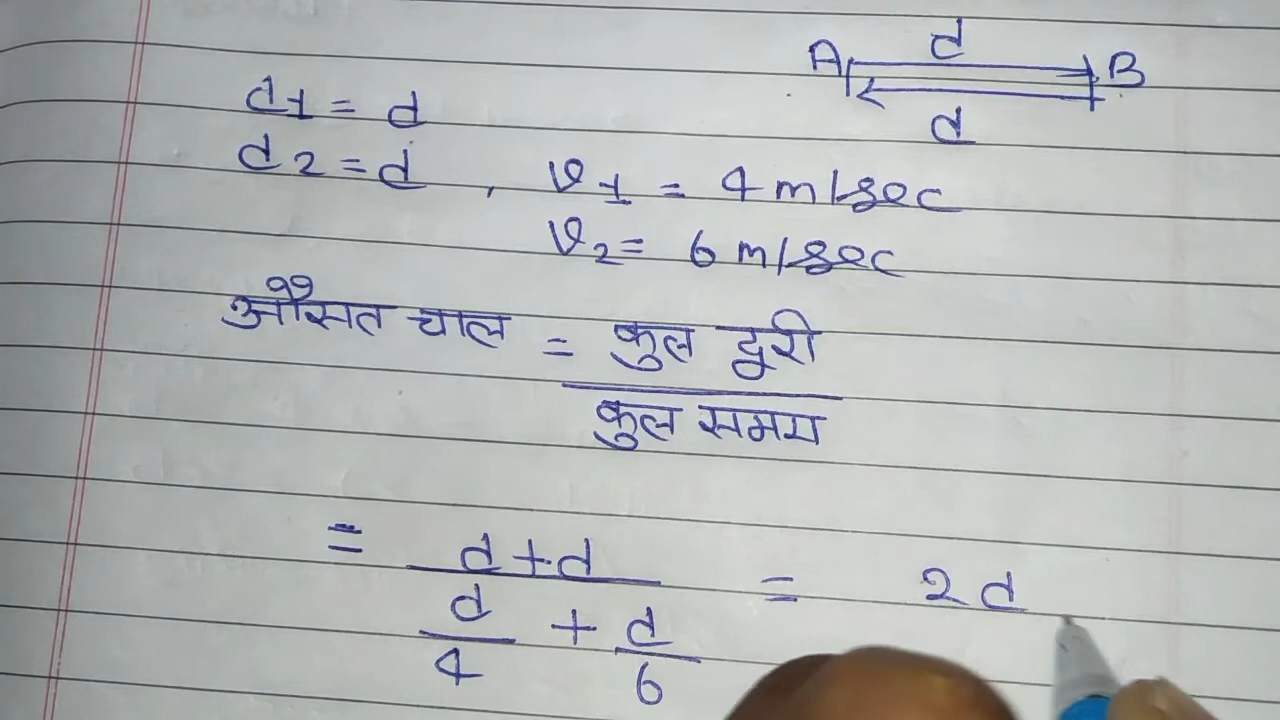 d
A B
d
d1 = d
d2 = d , v1 = 4 m/sec
v2 = 6 m/sec
औसत चाल = कुल दूरी
कुल समय
= d+d = 2d
d/4 + d/6